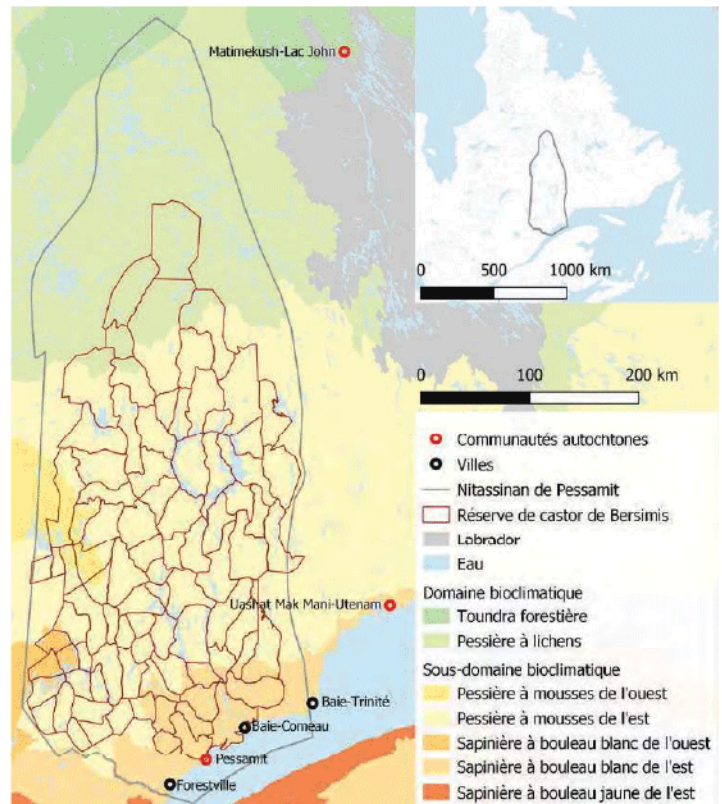 Matimekush-Lac John
0 500 1000 km
0 100 200 km
Communautés autochtones
Villes
Nitassinan de Pessamit
Réserve de castor de Bersimis
Labrador
Eau
Domaine bioclimatique
Toundra forestière
Pessière à lichens
Sous-domaine bioclimatique
Pessière à mousses de l'ouest
Pessière à mousses de l'est
Sapinière à bouleau blanc de l'ouest
Sapinière à bouleau blanc de l'est
Sapinière à bouleau jaune de l'est
Uashat Mak Mani-Utenam
Baie-Trinité
Baie-Comeau
Pessamit
Forestville